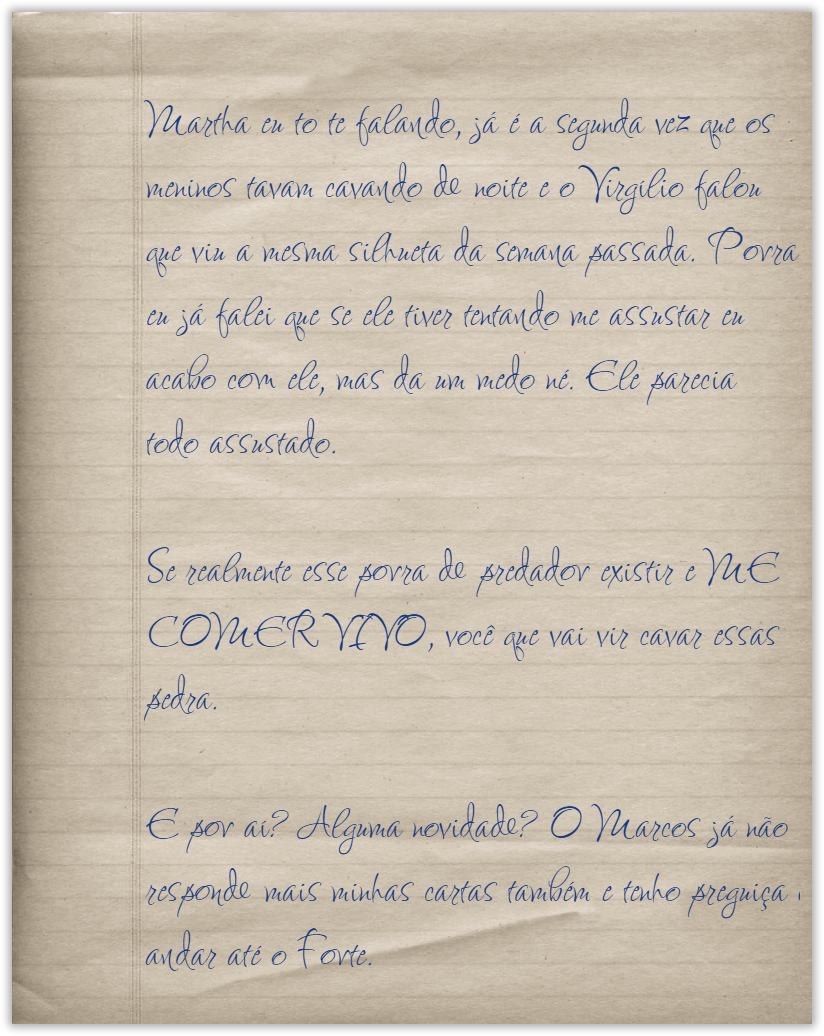 Martha eu to te falando, já é a segunda vez que os
meninos tavam cavando de noite e o Virgílio falou
que viu a mesma silhueta da semana passada. Porra
eu já falei que se ele tiver tentando me assustar eu
acabo com ele, mas da um medo né. Ele parecia
todo assustado.
Se realmente esse porra de predador existir e ME
COMER VIVO, você que vai vir cavar essas
pedra.
E por aí? Alguma novidade? O Marcos já não
responde mais minhas cartas também e tenho preguiça
andar até o Forte.